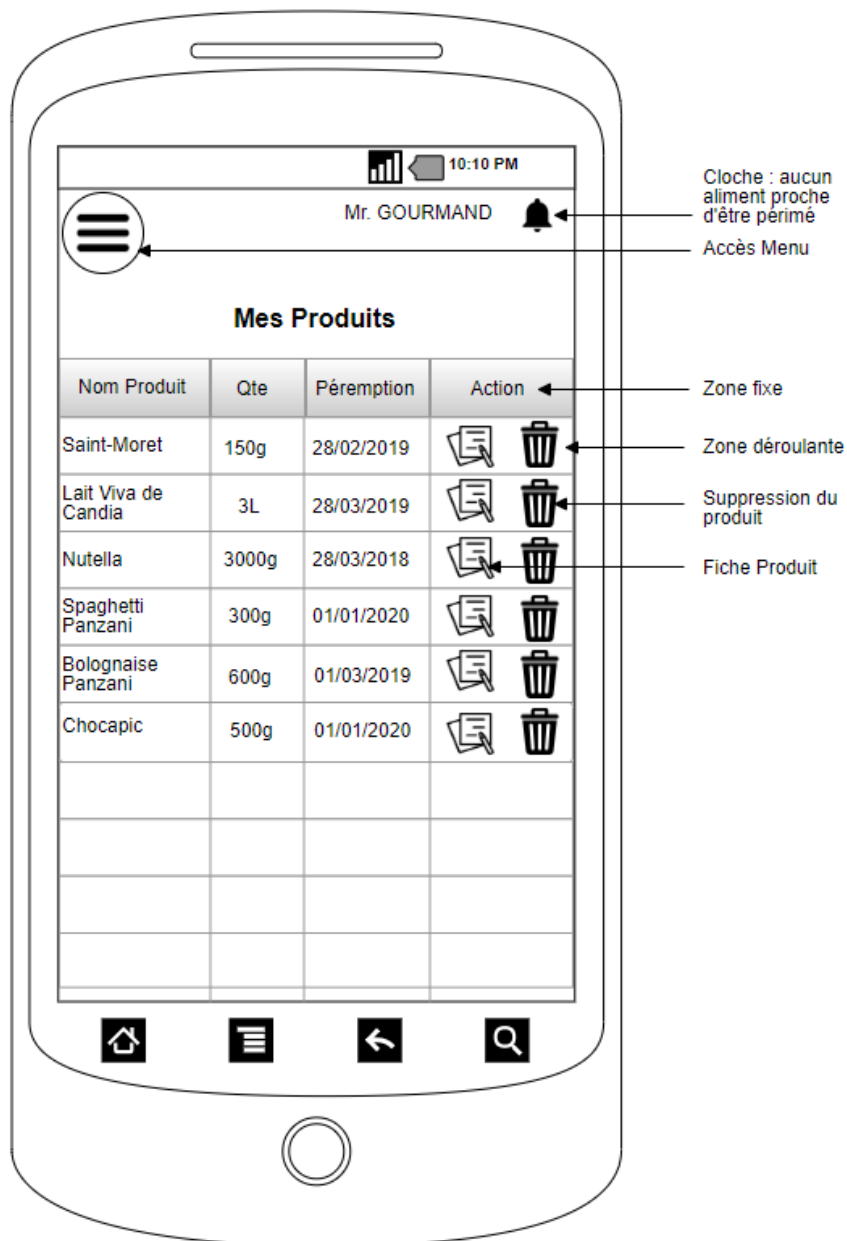 10:10 PM
Mr. GOURMAND
Cloche : aucun
aliment proche
d'être périmé
Accès Menu
Mes Produits
Nom Produit Qte Péremption Action
Zone fixe
Saint-Moret 150g 28/02/2019
Zone déroulante
Lait Viva de
Candia 3L 28/03/2019
Suppression du
produit
Nutella 3000g 28/03/2018
Fiche Produit
Spaghetti
Panzani 300g 01/01/2020
Bolognaise
Panzani 600g 01/03/2019
Chocapic 500g 01/01/2020